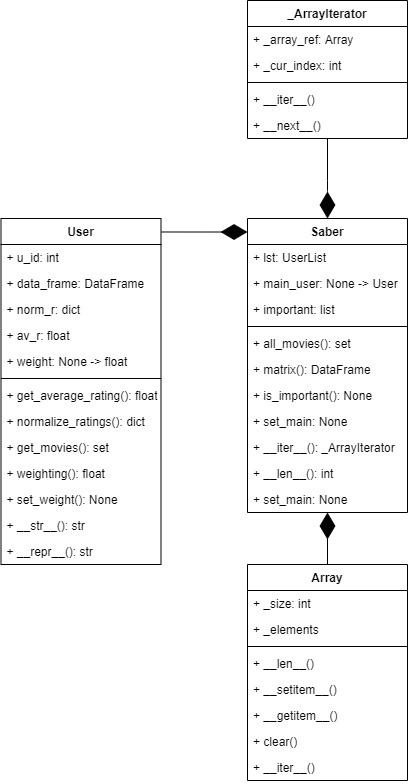 _ArrayIterator
+ _array_ref: Array
+ _cur_index: int
+ __iter__()
+ __next__()
User
+ u_id: int
+ data_frame: DataFrame
+ norm_r: dict
+ av_r: float
+ weight: None -> float
+ get_average_rating(): float
+ normalize_ratings(): dict
+ get_movies(): set
+ weighting(): float
+ set_weight(): None
+ __str__(): str
+ __repr__(): str
Saber
+ lst: UserList
+ main_user: None -> User
+ important: list
+ all_movies(): set
+ matrix(): DataFrame
+ is_important(): None
+ set_main: None
+ __iter__(): _ArrayIterator
+ __len__(): int
+ set_main: None
Array
+ _size: int
+ _elements
+ __len__()
+ __setitem__()
+ __getitem__()
+ clear()
+ __iter__()